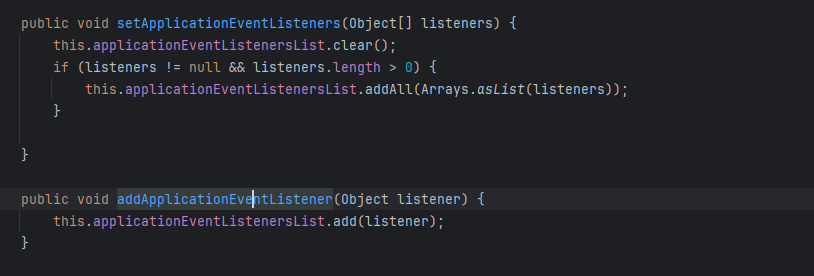 public void setApplicationEventListeners(Object[] listeners) {
this.applicationEventListenersList.clear();
if (listeners != null && listeners.length > 0) {
this.applicationEventListenersList.addAll(Arrays.asList(listeners));
}
}
public void addApplicationEventListener(Object listener) {
this.applicationEventListenersList.add(listener);
}